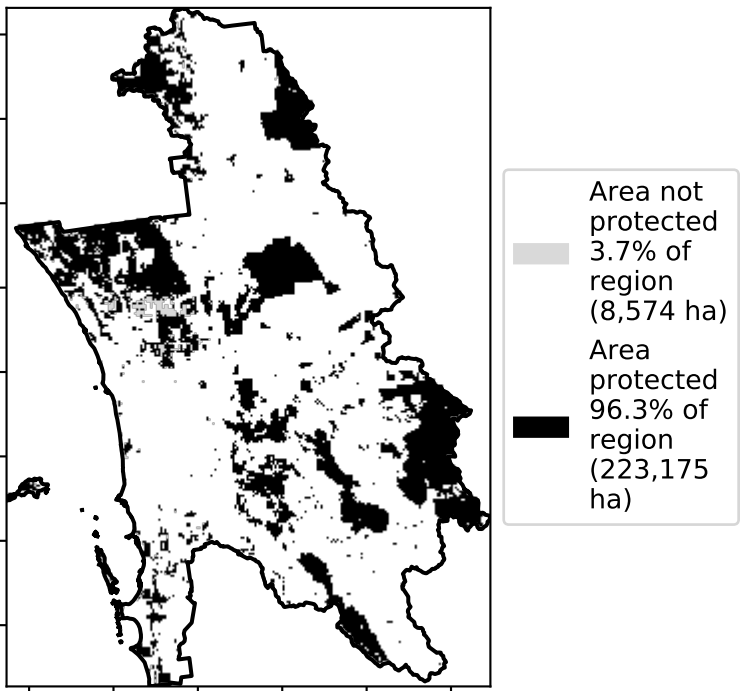 Area not
protected
3.7% of
region
(8,574 ha)
Area
protected
96.3% of
region
(223,175
ha)